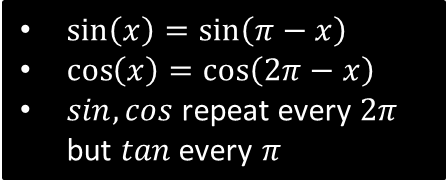 • sin(x) = sin(π − x)
• cos(x) = cos(2π − x)
• sin, cos repeat every 2π
but tan every π